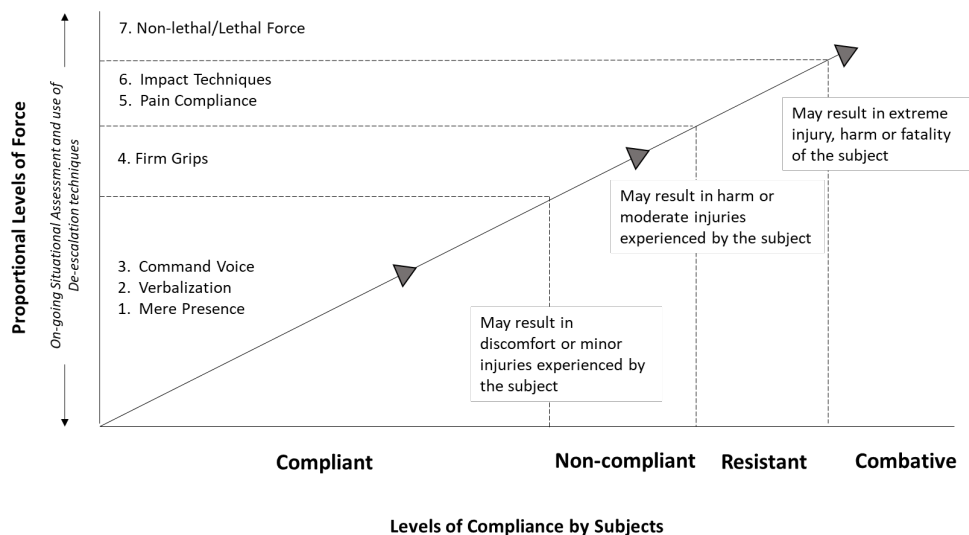 Proportional Levels of Force
On-going Situational Assessment and use of
De-escalation techniques
7. Non-lethal/Lethal Force
6. Impact Techniques
5. Pain Compliance
4. Firm Grips
3. Command Voice
2. Verbalization
1. Mere Presence
May result in extreme
injury, harm or fatality
of the subject
May result in harm or
moderate injuries
experienced by the subject
May result in
discomfort or minor
injuries experienced by
the subject
Compliant
Non-compliant
Resistant
Combative
Levels of Compliance by Subjects